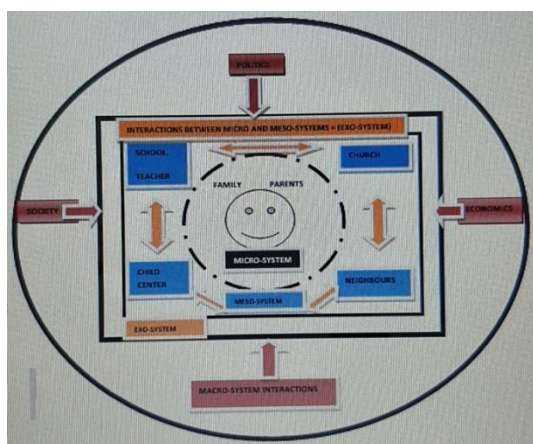 POLITICS
INTERACTIONS BETWEEN MICRO AND MESO-SYSTEMS = (EXO-SYSTEM)
SCHOOL,
TEACHER
CHURCH
FAMILY PARENTS
SOCIETY
ECONOMICS
MICRO-SYSTEM
CHILD
CENTER
MESO-SYSTEM
NEIGHBOURS
EXO-SYSTEM
MACRO-SYSTEM INTERACTIONS